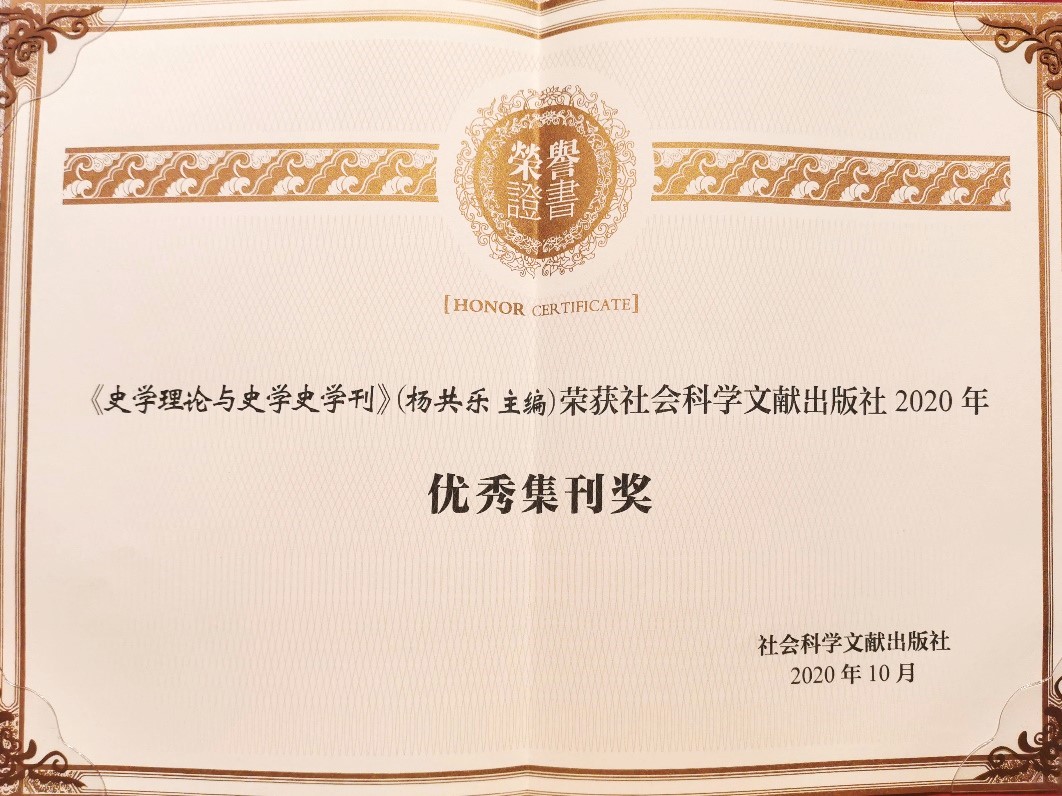 榮譽
證書
[HONOR CERTIFICATE]
《史学理论与史学史学刊》(杨共乐 主编)荣获社会科学文献出版社 2020 年
优秀集刊奖
社会科学文献出版社
2020 年 10 月